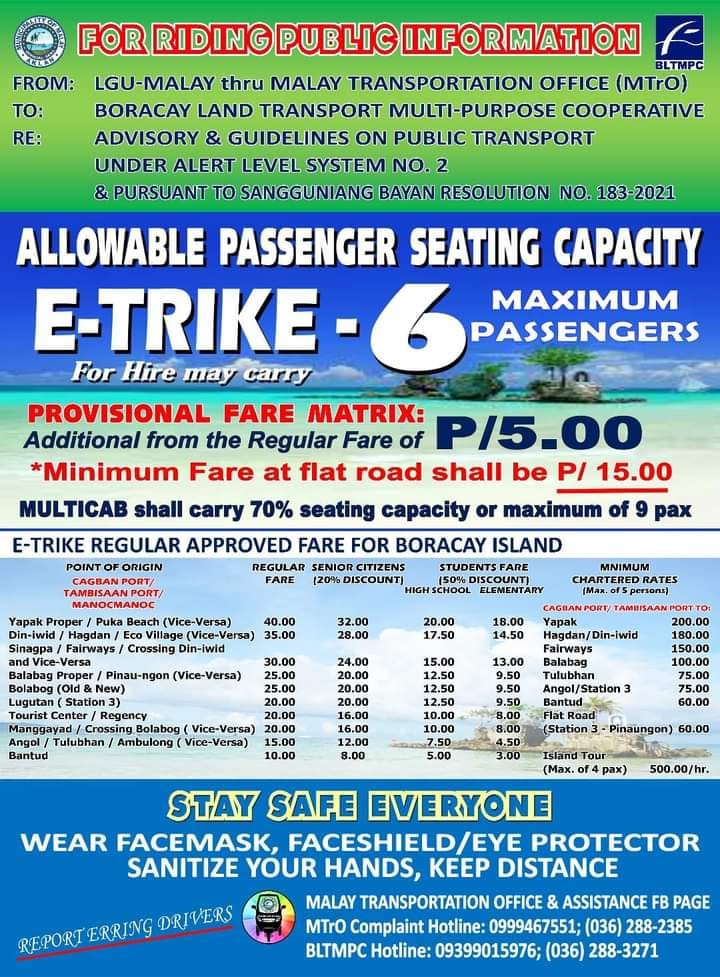 MUNICIPALITY OF MALAY
AKLAN
FOR RIDING PUBLIC INFORMATION
BLTMPC
FROM: LGU-MALAY thru MALAY TRANSPORTATION OFFICE (MTrO)
TO: BORACAY LAND TRANSPORT MULTI-PURPOSE COOPERATIVE
RE: ADVISORY & GUIDELINES ON PUBLIC TRANSPORT
UNDER ALERT LEVEL SYSTEM NO. 2
& PURSUANT TO SANGGUNIANG BAYAN RESOLUTION NO. 183-2021
ALLOWABLE PASSENGER SEATING CAPACITY
E-TRIKE - 6 MAXIMUM PASSENGERS
For Hire may carry
PROVISIONAL FARE MATRIX:
Additional from the Regular Fare of P/5.00
*Minimum Fare at flat road shall be P/ 15.00
MULTICAB shall carry 70% seating capacity or maximum of 9 pax
E-TRIKE REGULAR APPROVED FARE FOR BORACAY ISLAND
POINT OF ORIGIN REGULAR SENIOR CITIZENS STUDENTS FARE MNIMUM
CAGBAN PORT/ FARE (20% DISCOUNT) (50% DISCOUNT) CHARTERED RATES
TAMBISAAN PORT/ HIGH SCHOOL ELEMENTARY (Max. of 5 persons)
MANOCMANOC CAGBAN PORT/ TAMBISAAN PORT TO:
Yapak Proper / Puka Beach (Vice-Versa) 40.00 32.00 20.00 18.00 Yapak 200.00
Din-iwid / Hagdan / Eco Village (Vice-Versa) 35.00 28.00 17.50 14.50 Hagdan/Din-iwid 180.00
Sinagpa / Fairways / Crossing Din-iwid Fairways 150.00
and Vice-Versa 30.00 24.00 15.00 13.00 Balabag 100.00
Balabag Proper / Pinau-ngon (Vice-Versa) 25.00 20.00 12.50 9.50 Tulubhan 75.00
Bolabog (Old & New) 25.00 20.00 12.50 9.50 Angol/Station 3 75.00
Lugutan ( Station 3) 20.00 20.00 12.50 9.50 Bantud 60.00
Tourist Center / Regency 20.00 16.00 10.00 8.00 Flat Road
Manggayad / Crossing Bolabog ( Vice-Versa) 20.00 16.00 10.00 8.00 (Station 3 - Pinaungon) 60.00
Angol / Tulubhan / Ambulong ( Vice-Versa) 15.00 12.00 7.50 4.50
Bantud 10.00 8.00 5.00 3.00 Island Tour
(Max. of 4 pax) 500.00/hr.
STAY SAFE EVERYONE
WEAR FACEMASK, FACESHIELD/EYE PROTECTOR
SANITIZE YOUR HANDS, KEEP DISTANCE
REPORT ERRING DRIVERS
MALAY TRANSPORTATION OFFICE & ASSISTANCE FB PAGE
MTrO Complaint Hotline: 0999467551; (036) 288-2385
BLTMPC Hotline: 09399015976; (036) 288-3271